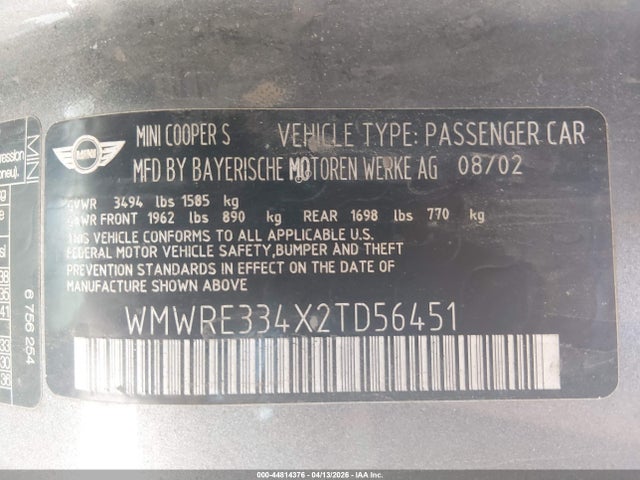 MINI
MINI COOPER S VEHICLE TYPE: PASSENGER CAR
MFD BY BAYERISCHE MOTOREN WERKE AG 08/02
GVWR 3494 lbs 1585 kg
GAWR FRONT 1962 lbs 890 kg REAR 1698 lbs 770 kg
THIS VEHICLE CONFORMS TO ALL APPLICABLE U.S.
FEDERAL MOTOR VEHICLE SAFETY,BUMPER AND THEFT
PREVENTION STANDARDS IN EFFECT ON THE DATE OF
MANUFACTURE SHOWN ABOVE
WMWRE334X2TD56451
MINI
6 756 254
000-44814376 - 04/13/2026 - IAA Inc.